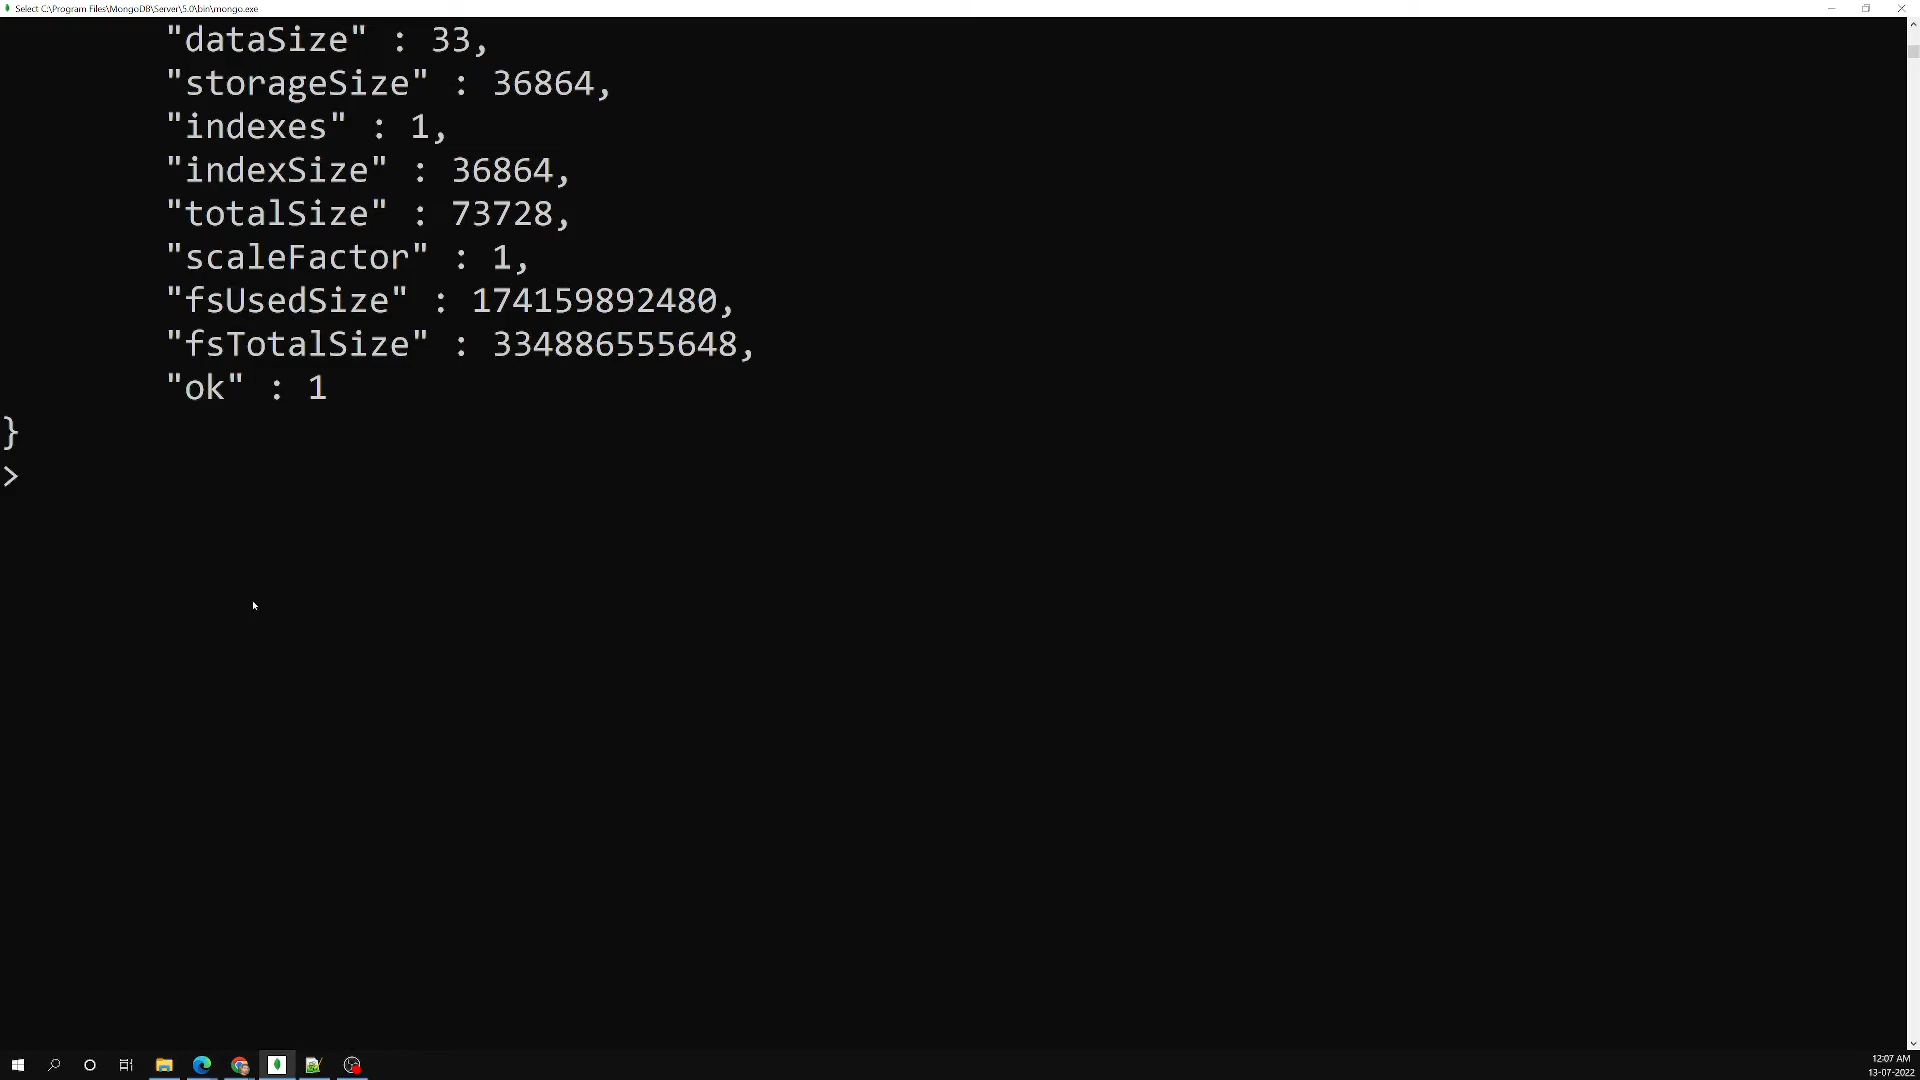 Select C:\Program Files\MongoDB\Server\5.0\bin\mongo.exe
"dataSize" : 33,
"storageSize" : 36864,
"indexes" : 1,
"indexSize" : 36864,
"totalSize" : 73728,
"scaleFactor" : 1,
"fsUsedSize" : 174159892480,
"fsTotalSize" : 334886555648,
"ok" : 1
}
>
12:07 AM
13-07-2022